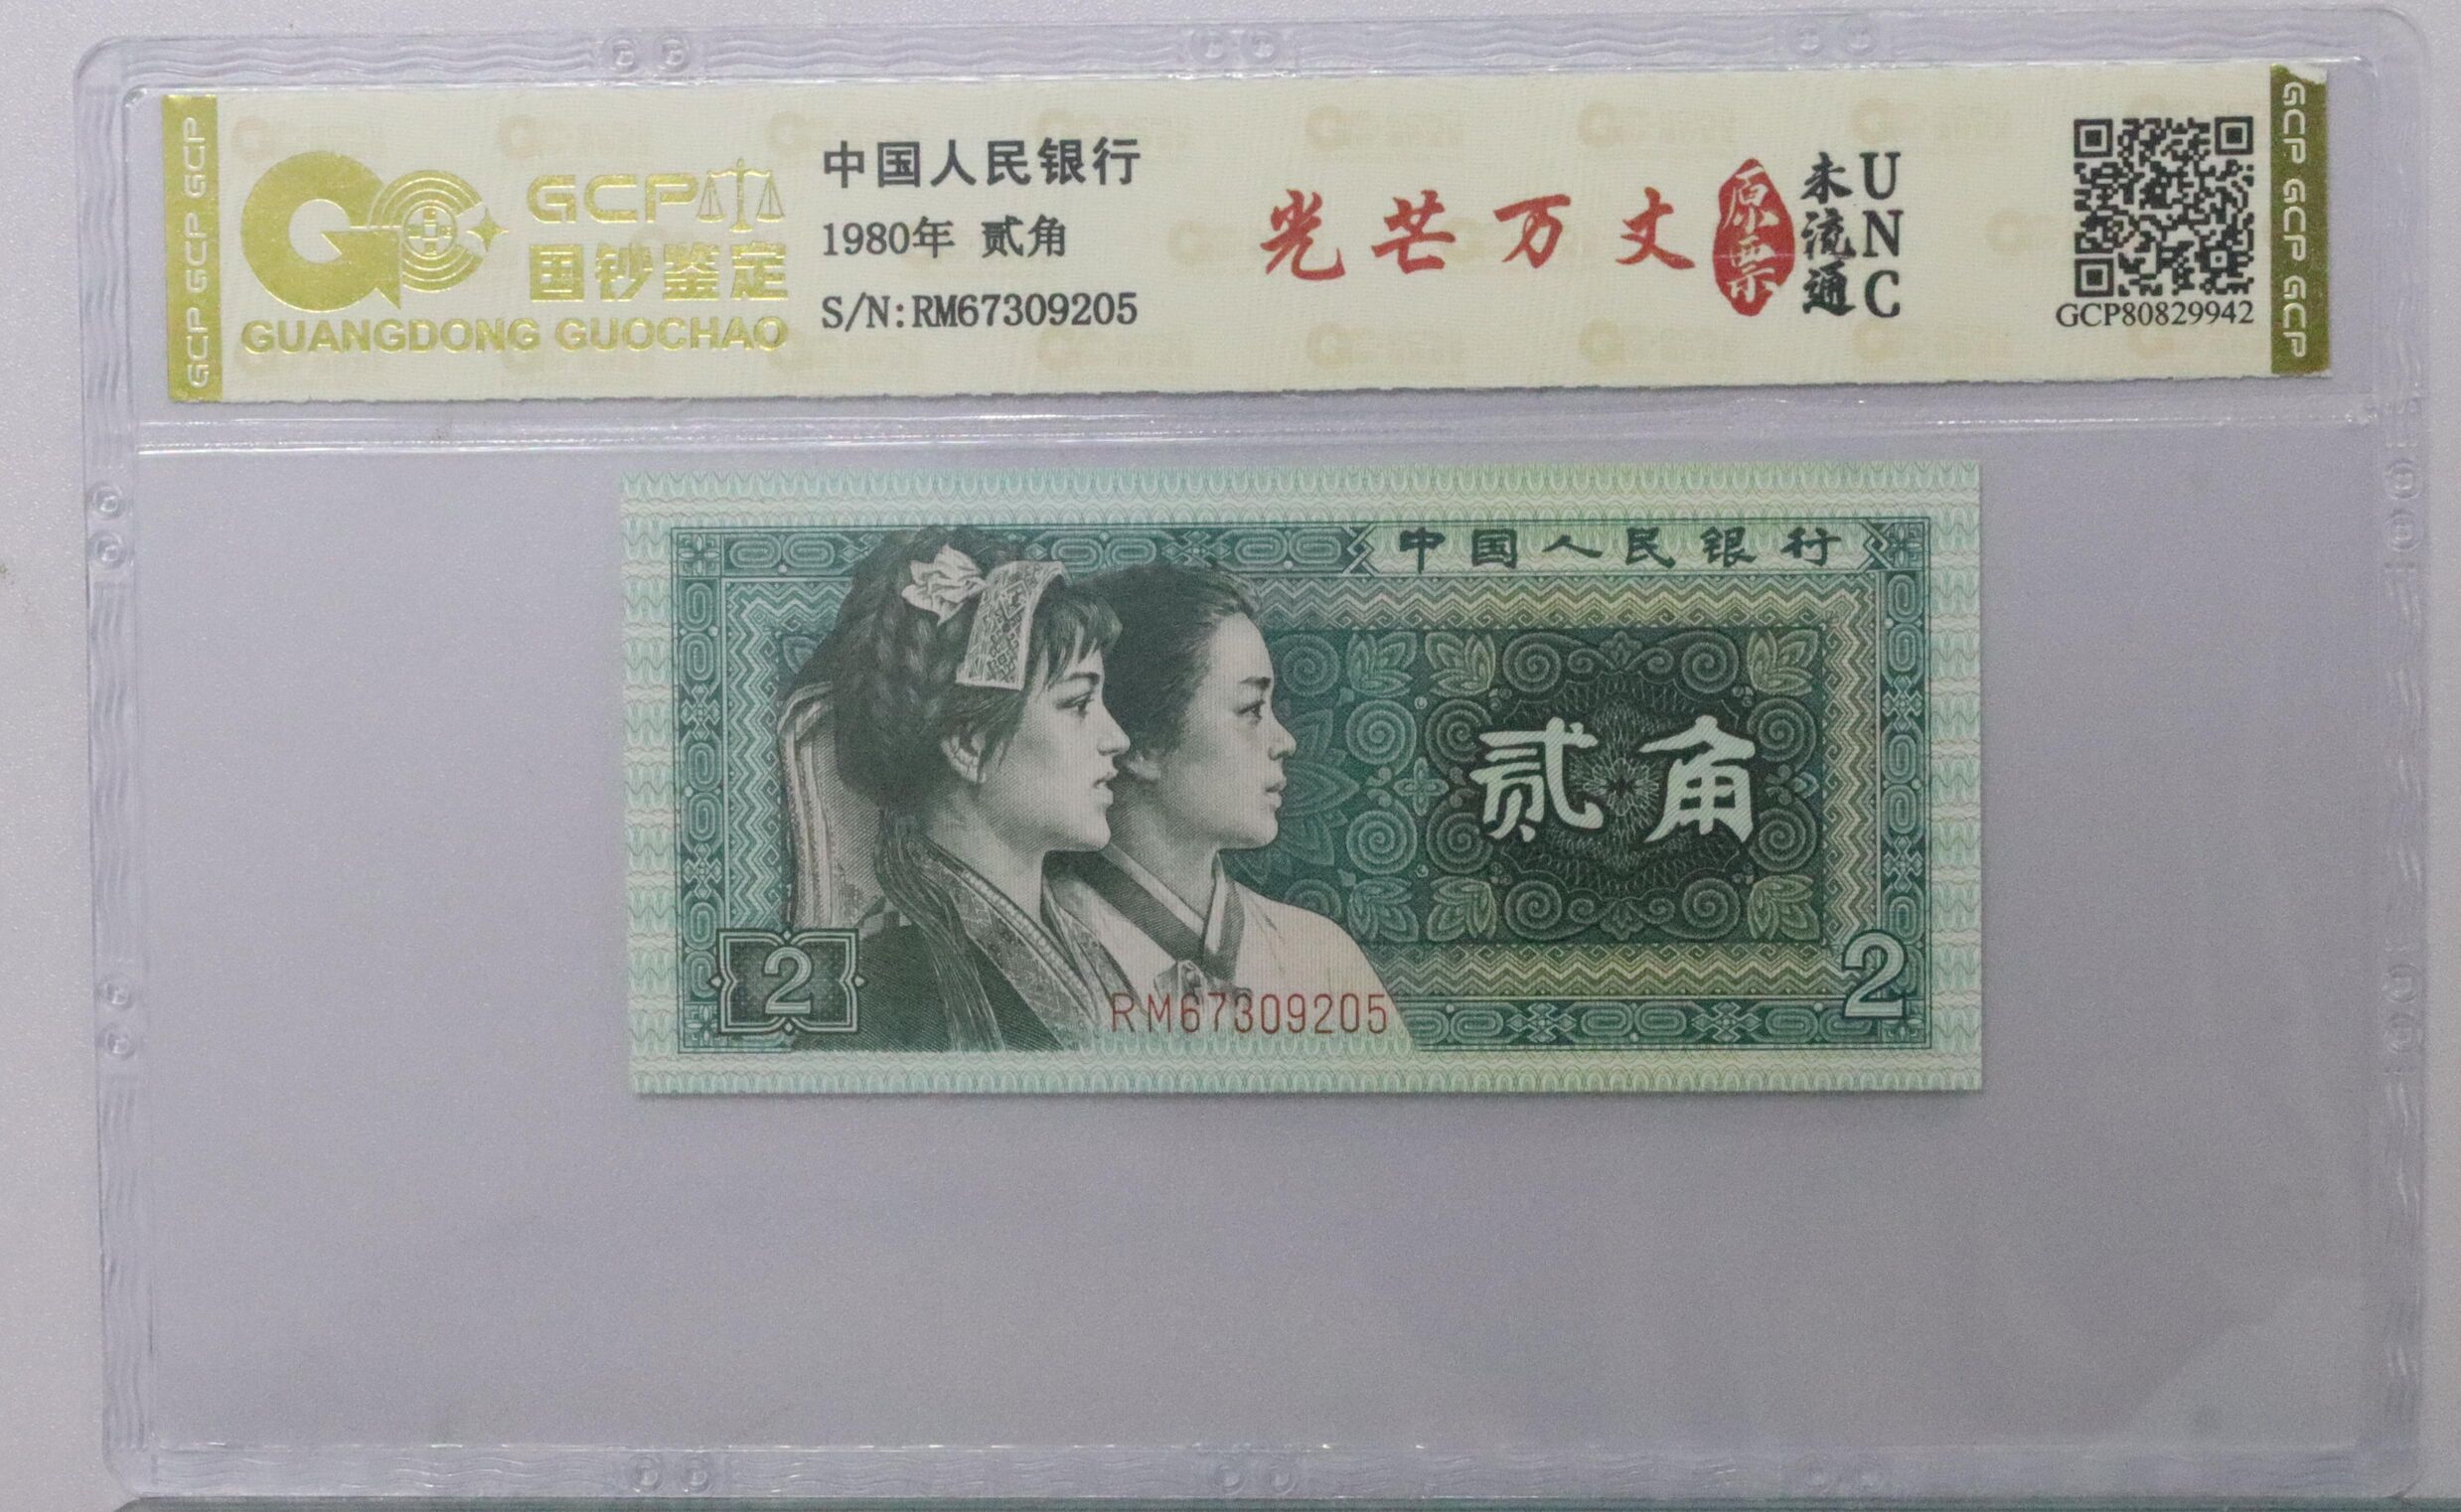 GCP GCP GCP
GCP
国钞鉴定
GUANGDONG GUOCHAO
中国人民银行
1980年 贰角
S/N:RM67309205
光芒万丈
原票
未流通
UNC
GCP80829942
GCP GCP GCP
中国人民银行
贰角
2
RM67309205
2